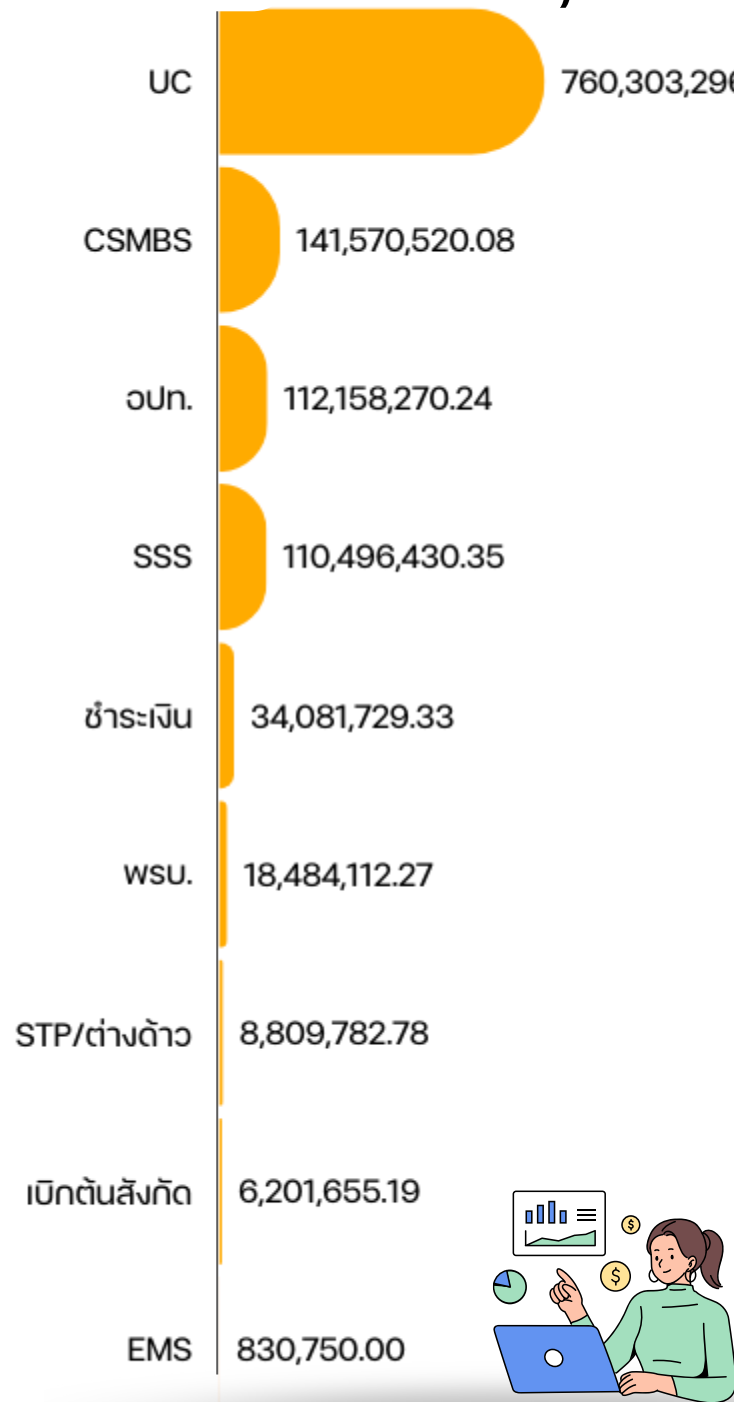 UC 760,303,296
CSMBS 141,570,520.08
อปท. 112,158,270.24
SSS 110,496,430.35
ชำระเงิน 34,081,729.33
พรบ. 18,484,112.27
STP/ต่างด้าว 8,809,782.78
เบิกต้นสังกัด 6,201,655.19
EMS 830,750.00